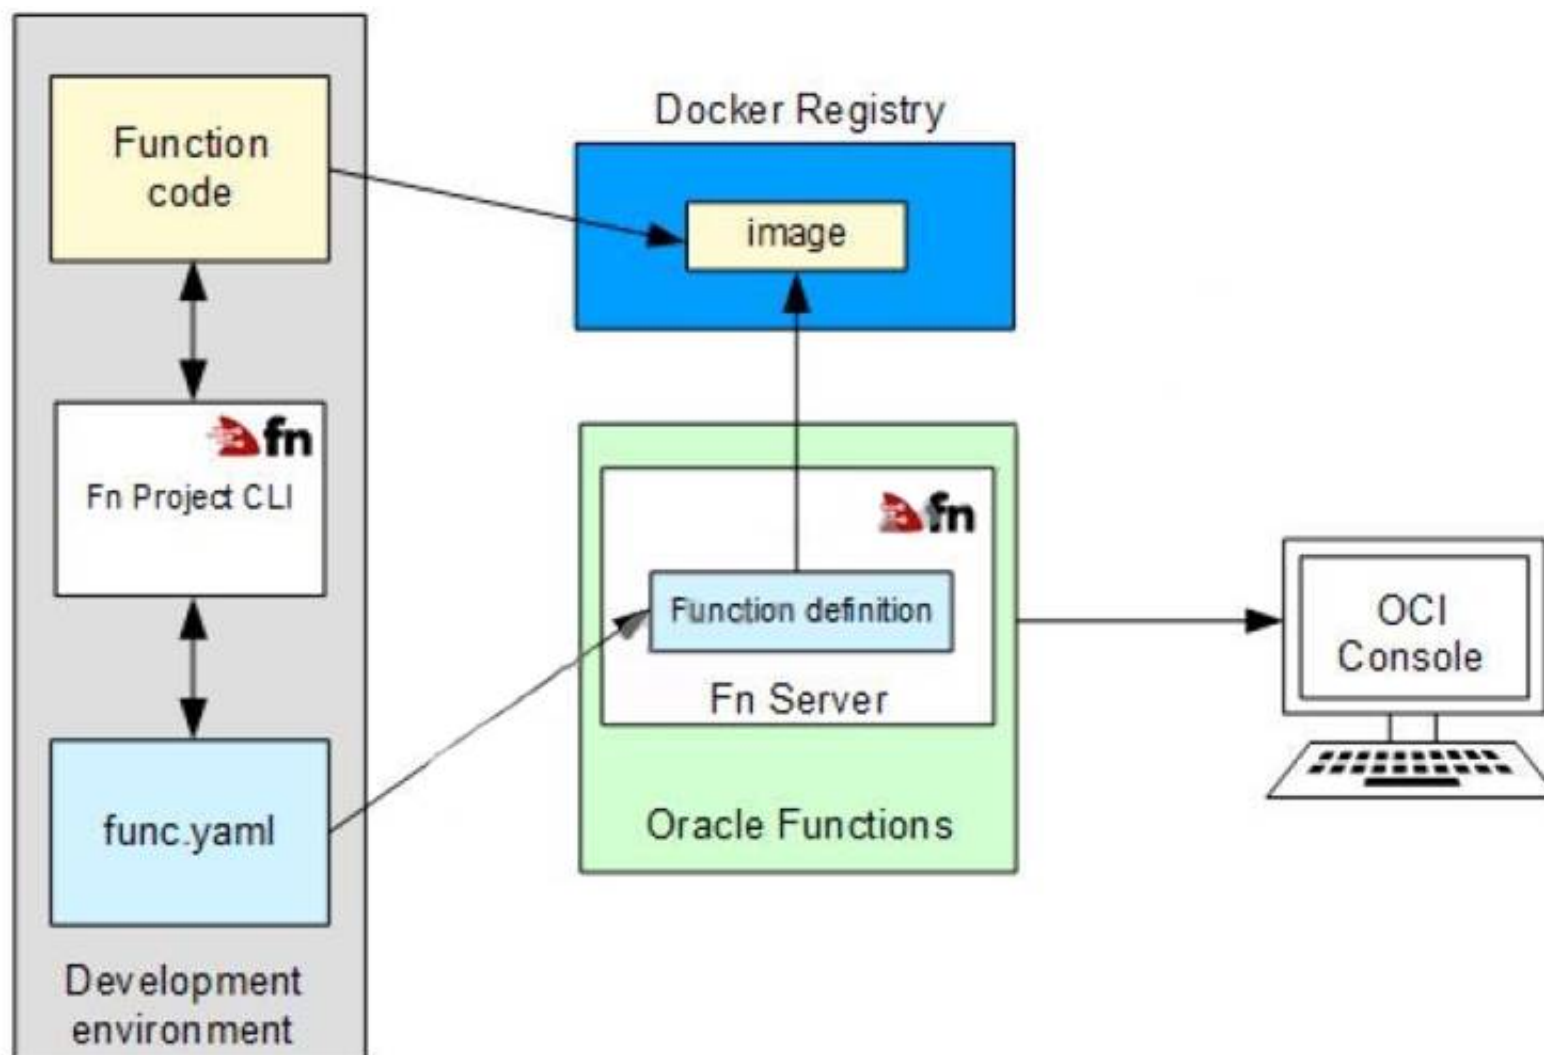 Function
code
fn
Fn Project CLI
func.yaml
Development
environment
Docker Registry
image
fn
Function definition
Fn Server
Oracle Functions
OCI
Console